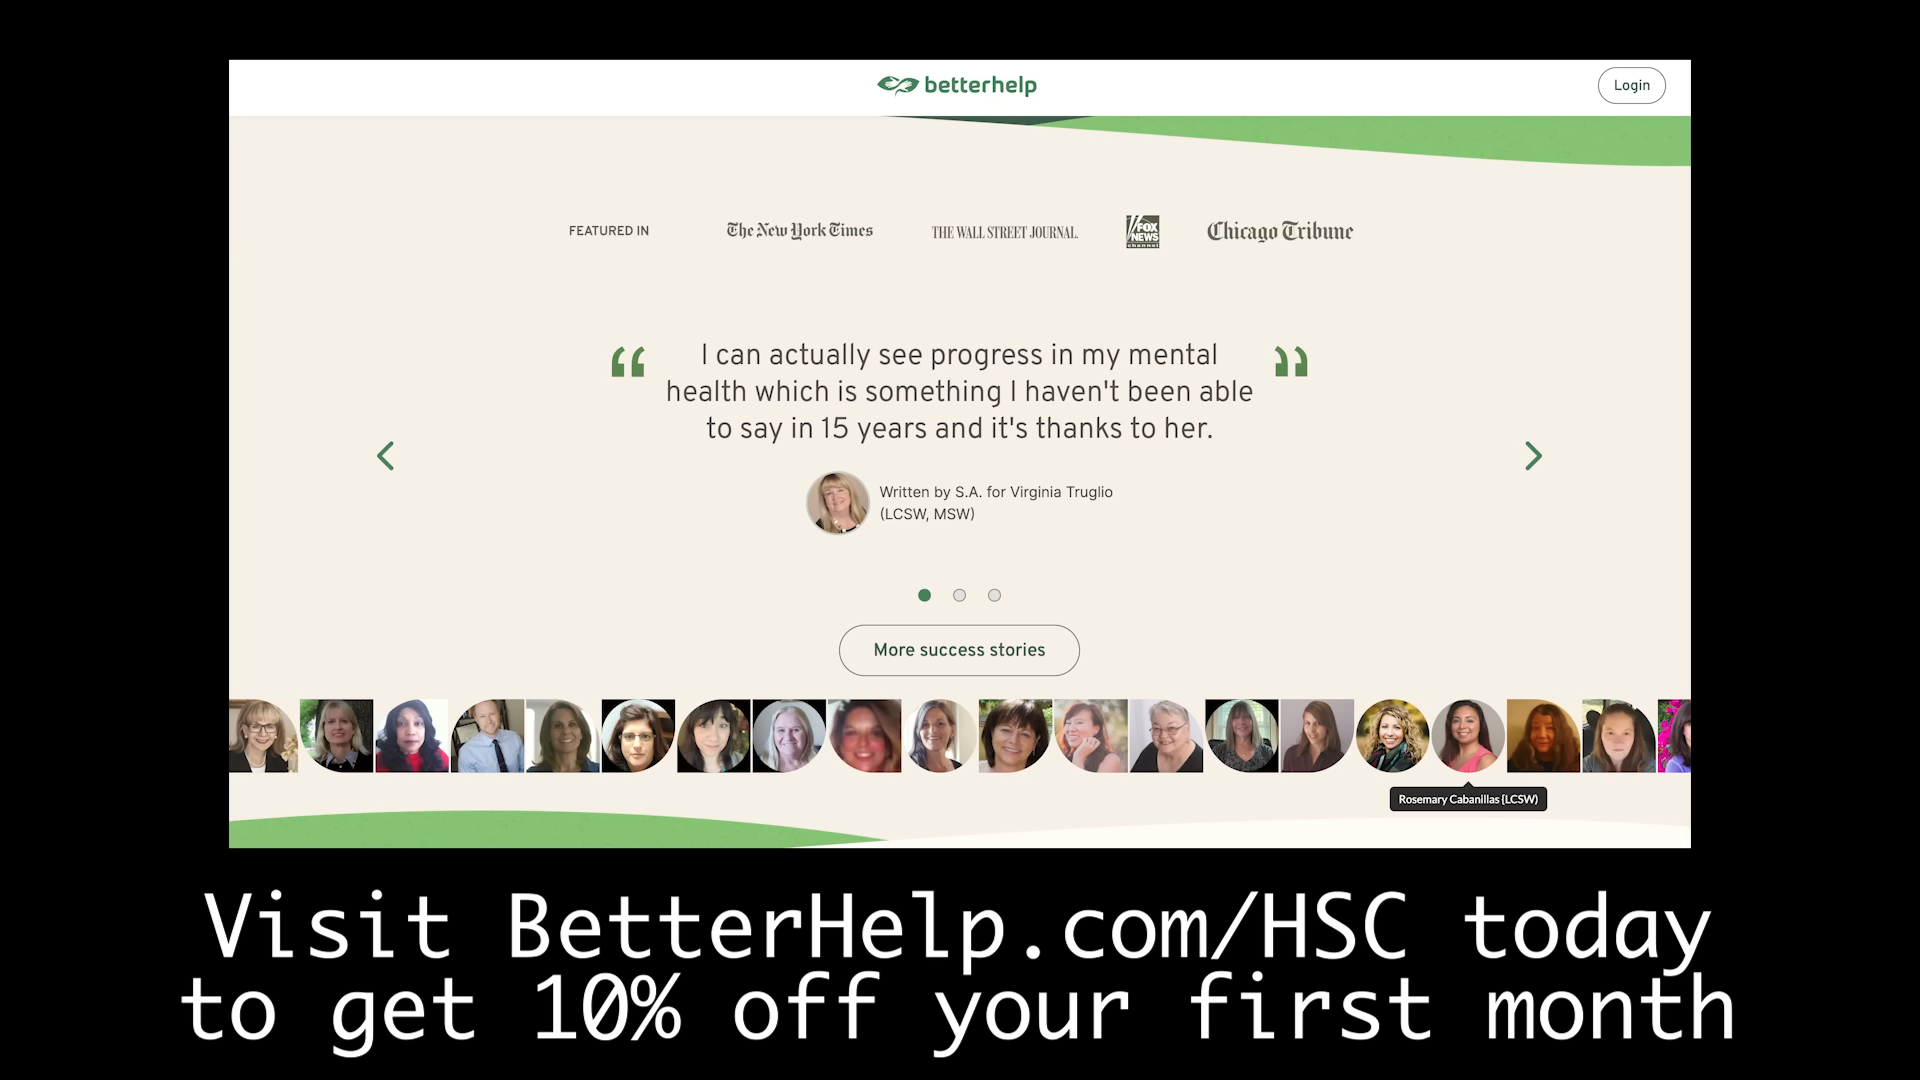 betterhelp
Login
FEATURED IN
The New York Times
THE WALL STREET JOURNAL.
FOX NEWS channel
Chicago Tribune
“ I can actually see progress in my mental ”
health which is something I haven't been able
to say in 15 years and it's thanks to her.
Written by S.A. for Virginia Truglio
(LCSW, MSW)
More success stories
Rosemary Cabanillas (LCSW)
Visit BetterHelp.com/HSC today
to get 10% off your first month